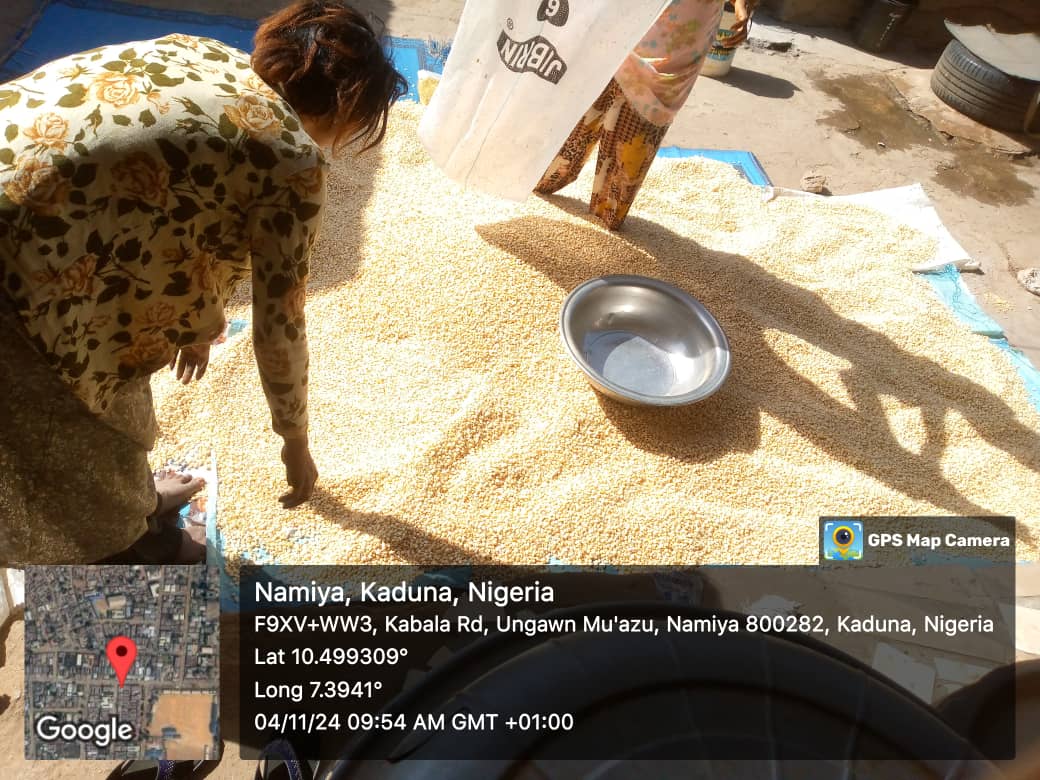 9
JIBRIN
®
GPS Map Camera
Namiya, Kaduna, Nigeria
F9XV+WW3, Kabala Rd, Ungawn Mu'azu, Namiya 800282, Kaduna, Nigeria
Lat 10.499309°
Long 7.3941°
04/11/24 09:54 AM GMT +01:00
Google